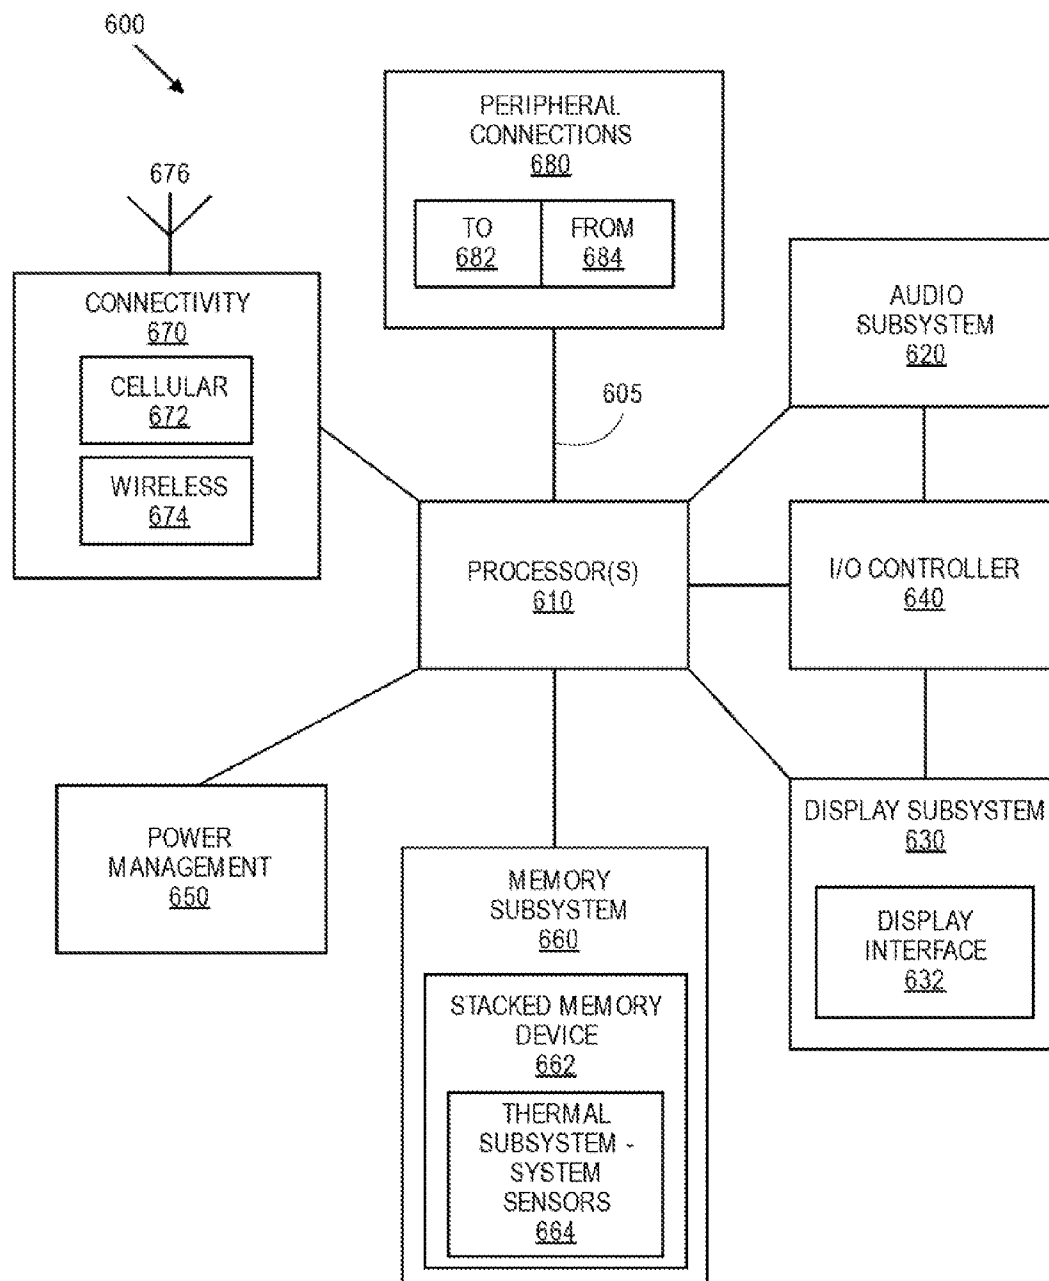 600
PERIPHERAL
CONNECTIONS
680
TO
682
FROM
684
676
CONNECTIVITY
670
CELLULAR
672
WIRELESS
674
AUDIO
SUBSYSTEM
620
605
PROCESSOR(S)
610
I/O CONTROLLER
640
POWER
MANAGEMENT
650
MEMORY
SUBSYSTEM
660
STACKED MEMORY
DEVICE
662
THERMAL
SUBSYSTEM -
SYSTEM
SENSORS
664
DISPLAY SUBSYSTEM
630
DISPLAY
INTERFACE
632